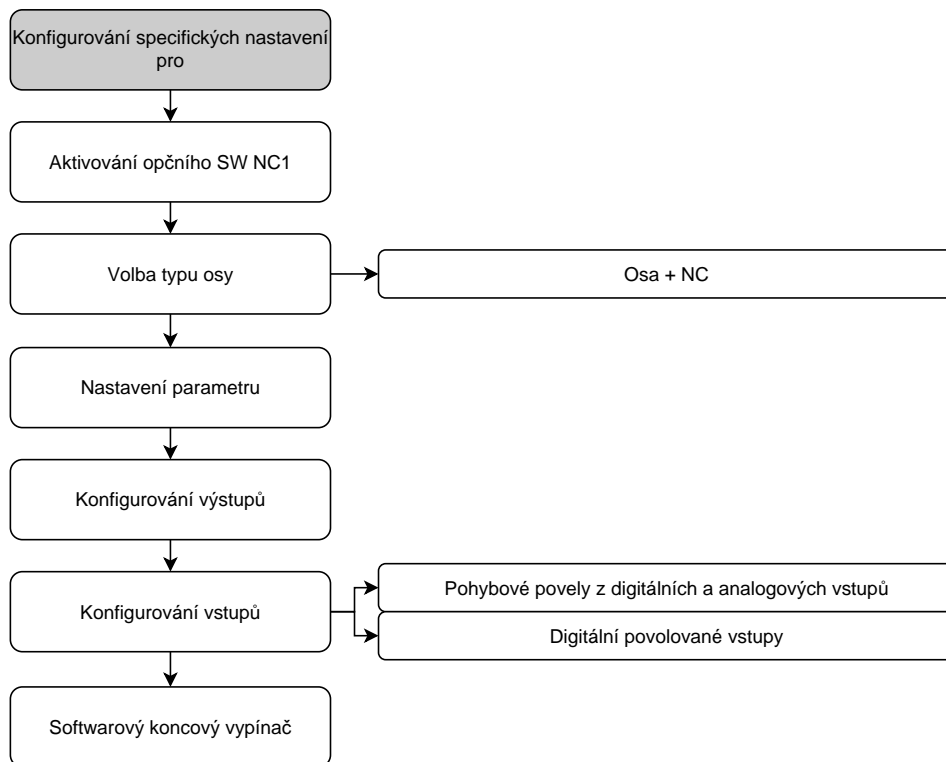 Konfigurování specifických nastavení
pro
Aktivování opčního SW NC1
Volba typu osy
Osa + NC
Nastavení parametru
Konfigurování výstupů
Konfigurování vstupů
Pohybové povely z digitálních a analogových vstupů
Digitální povolované vstupy
Softwarový koncový vypínač